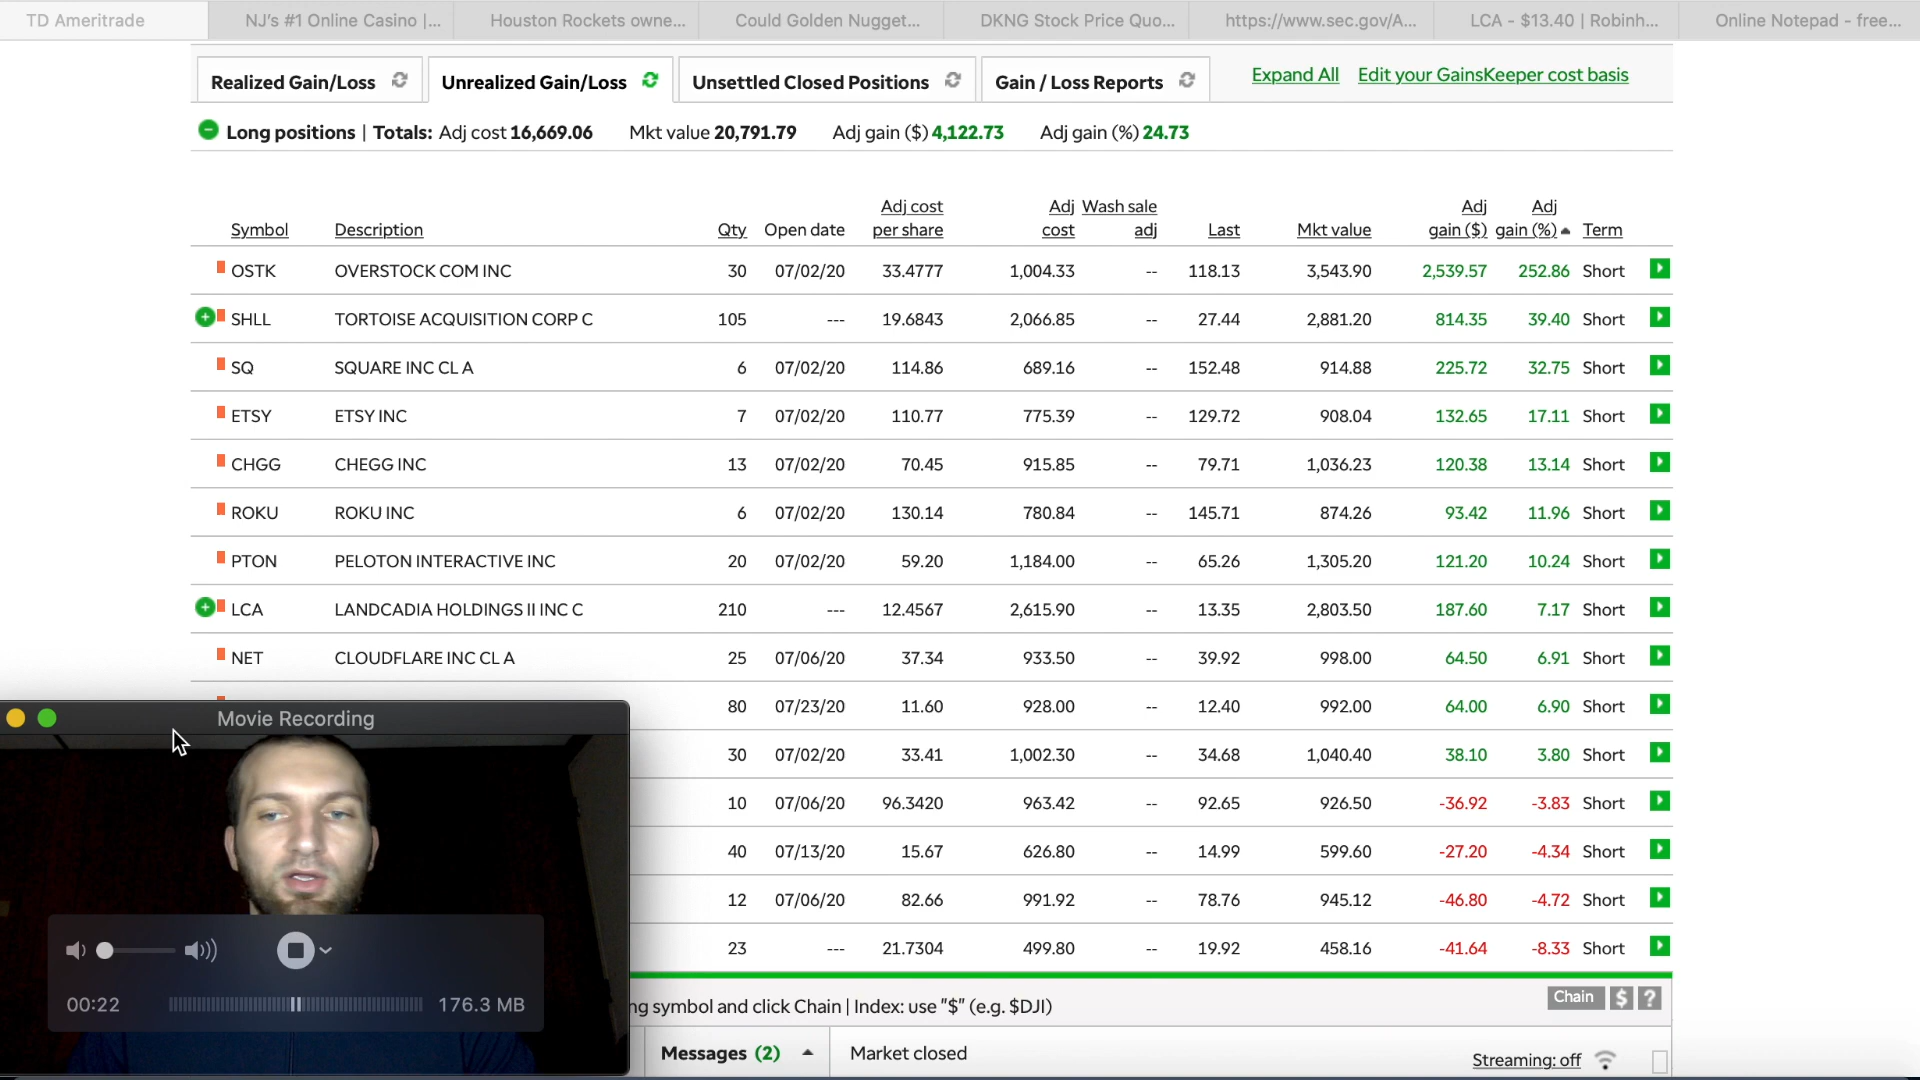 TD Ameritrade NJ's #1 Online Casino |... Houston Rockets owne... Could Golden Nugget... DKNG Stock Price Quo... https://www.sec.gov/A... LCA - $13.40 | Robinh... Online Notepad - free...
Realized Gain/Loss Unrealized Gain/Loss Unsettled Closed Positions Gain / Loss Reports Expand All Edit your GainsKeeper cost basis
Long positions | Totals: Adj cost 16,669.06 Mkt value 20,791.79 Adj gain ($) 4,122.73 Adj gain (%) 24.73
Adj cost Adj Wash sale Adj Adj
Symbol Description Qty Open date per share cost adj Last Mkt value gain ($) gain (%) Term
OSTK OVERSTOCK COM INC 30 07/02/20 33.4777 1,004.33 -- 118.13 3,543.90 2,539.57 252.86 Short
SHLL TORTOISE ACQUISITION CORP C 105 --- 19.6843 2,066.85 -- 27.44 2,881.20 814.35 39.40 Short
SQ SQUARE INC CL A 6 07/02/20 114.86 689.16 -- 152.48 914.88 225.72 32.75 Short
ETSY ETSY INC 7 07/02/20 110.77 775.39 -- 129.72 908.04 132.65 17.11 Short
CHGG CHEGG INC 13 07/02/20 70.45 915.85 -- 79.71 1,036.23 120.38 13.14 Short
ROKU ROKU INC 6 07/02/20 130.14 780.84 -- 145.71 874.26 93.42 11.96 Short
PTON PELOTON INTERACTIVE INC 20 07/02/20 59.20 1,184.00 -- 65.26 1,305.20 121.20 10.24 Short
LCA LANDCADIA HOLDINGS II INC C 210 --- 12.4567 2,615.90 -- 13.35 2,803.50 187.60 7.17 Short
NET CLOUDFLARE INC CL A 25 07/06/20 37.34 933.50 -- 39.92 998.00 64.50 6.91 Short
80 07/23/20 11.60 928.00 -- 12.40 992.00 64.00 6.90 Short
Movie Recording
30 07/02/20 33.41 1,002.30 -- 34.68 1,040.40 38.10 3.80 Short
10 07/06/20 96.3420 963.42 -- 92.65 926.50 -36.92 -3.83 Short
40 07/13/20 15.67 626.80 -- 14.99 599.60 -27.20 -4.34 Short
12 07/06/20 82.66 991.92 -- 78.76 945.12 -46.80 -4.72 Short
23 --- 21.7304 499.80 -- 19.92 458.16 -41.64 -8.33 Short
00:22 176.3 MB
ng symbol and click Chain | Index: use "$" (e.g. $DJI) Chain $ ?
Messages (2) Market closed Streaming: off